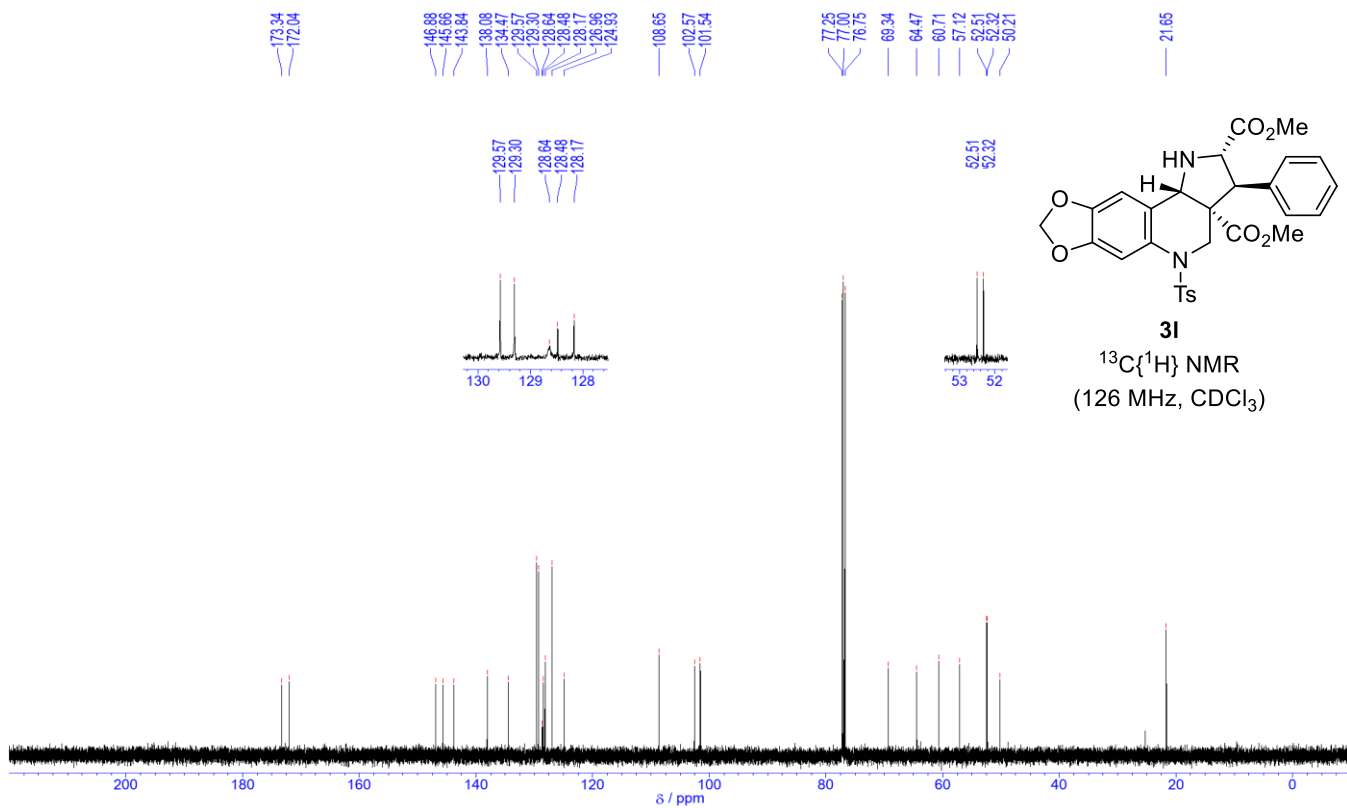 173.34
172.04
146.88
145.66
143.84
138.08
134.47
129.57
129.30
128.64
128.48
128.17
126.96
124.93
108.65
102.57
101.54
77.25
77.00
76.75
69.34
64.47
60.71
57.12
52.51
52.32
50.21
21.65
129.57
129.30
128.64
128.48
128.17
52.51
52.32
130 129 128
53 52
CO2Me
HN
H
O
O
CO2Me
N
Ts
3l
13C{1H} NMR
(126 MHz, CDCl3)
200 180 160 140 120 100 80 60 40 20 0
δ / ppm